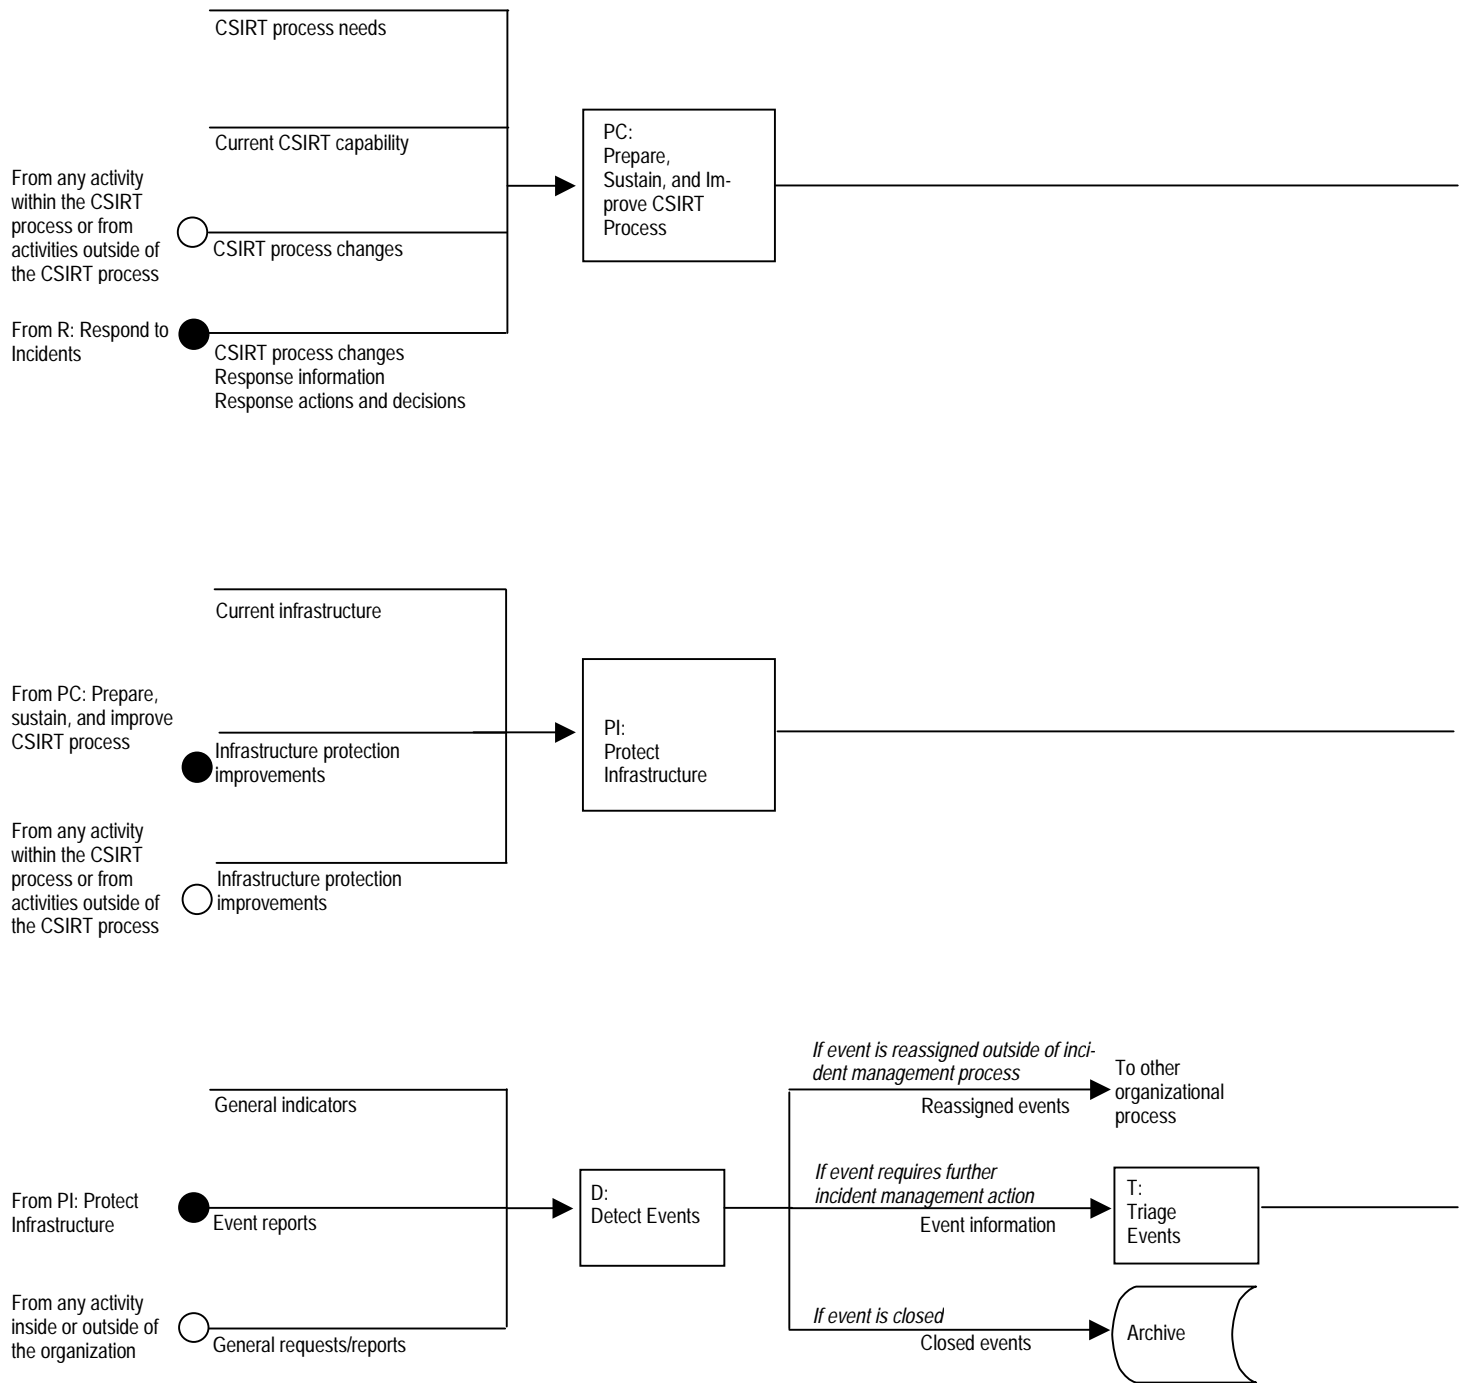 CSIRT process needs
Current CSIRT capability
From any activity
within the CSIRT
process or from
activities outside of
the CSIRT process
CSIRT process changes
From R: Respond to
Incidents
CSIRT process changes
Response information
Response actions and decisions
PC:
Prepare,
Sustain, and Im-
prove CSIRT
Process
Current infrastructure
From PC: Prepare,
sustain, and improve
CSIRT process
Infrastructure protection
improvements
From any activity
within the CSIRT
process or from
activities outside of
the CSIRT process
Infrastructure protection
improvements
PI:
Protect
Infrastructure
General indicators
From PI: Protect
Infrastructure
Event reports
From any activity
inside or outside of
the organization
General requests/reports
D:
Detect Events
If event is reassigned outside of inci-
dent management process
Reassigned events
To other
organizational
process
If event requires further
incident management action
Event information
T:
Triage
Events
If event is closed
Closed events
Archive